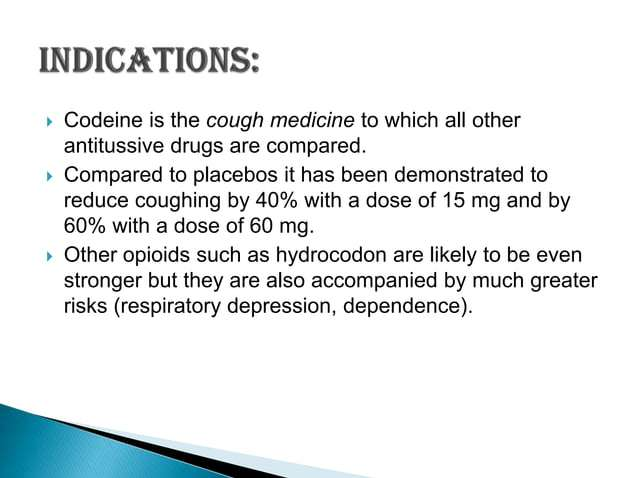 INDICATIONS:
Codeine is the cough medicine to which all other
antitussive drugs are compared.
Compared to placebos it has been demonstrated to
reduce coughing by 40% with a dose of 15 mg and by
60% with a dose of 60 mg.
Other opioids such as hydrocodon are likely to be even
stronger but they are also accompanied by much greater
risks (respiratory depression, dependence).